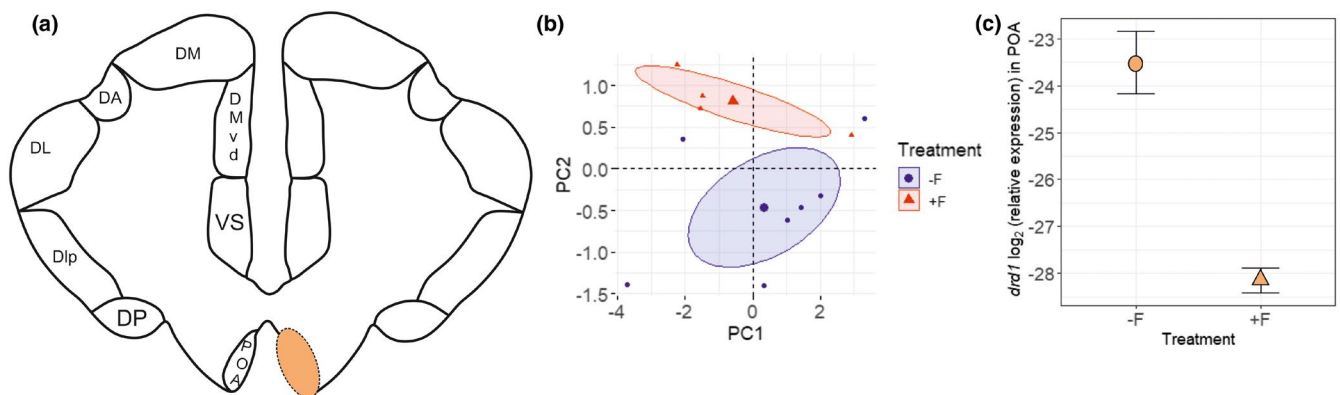 (a)
DM
DA
D
M
v
d
DL
VS
Dlp
DP
P
O
A
(b)
PC2
1.0
0.5
0.0
-0.5
-1.0
-1.5
-4
-2
0
2
PC1
Treatment
-F
+F
(c)
drd1 log₂ (relative expression) in POA
-23
-24
-25
-26
-27
-28
-F
+F
Treatment